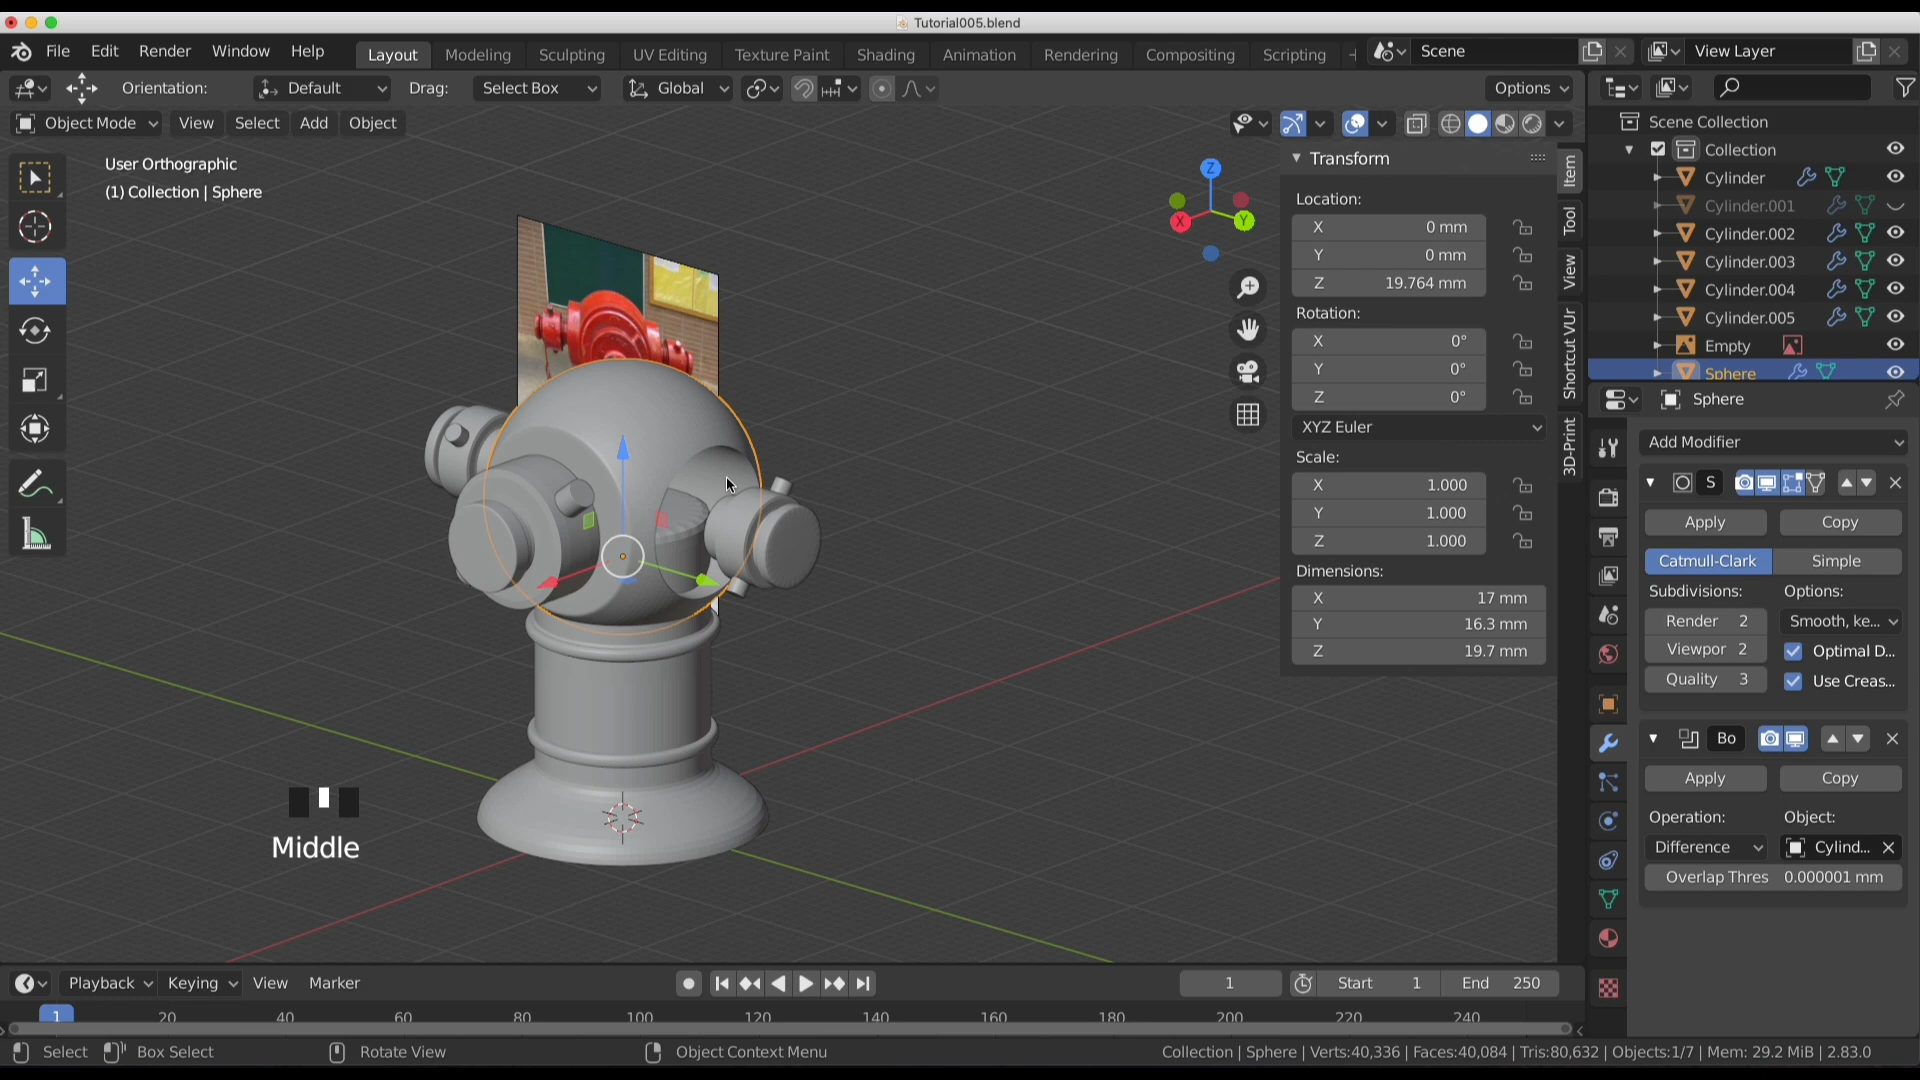 Tutorial005.blend
File Edit Render Window Help
Layout Modeling Sculpting UV Editing Texture Paint Shading Animation Rendering Compositing Scripting
Scene
View Layer
Orientation: Default Drag: Select Box Global Options
Object Mode View Select Add Object
User Orthographic
(1) Collection | Sphere
Z
X
Y
Transform
Location:
X 0 mm
Y 0 mm
Z 19.764 mm
Rotation:
X 0°
Y 0°
Z 0°
XYZ Euler
Scale:
X 1.000
Y 1.000
Z 1.000
Dimensions:
X 17 mm
Y 16.3 mm
Z 19.7 mm
Item
Tool
View
Shortcut VUr
3D-Print
Scene Collection
Collection
Cylinder
Cylinder.001
Cylinder.002
Cylinder.003
Cylinder.004
Cylinder.005
Empty
Sphere
Sphere
Add Modifier
S
Apply Copy
Catmull-Clark Simple
Subdivisions: Options:
Render 2 Smooth, ke...
Viewpor 2 Optimal D...
Quality 3 Use Creas...
Bo
Apply Copy
Operation: Object:
Difference Cylind...
Overlap Thres 0.000001 mm
Middle
Playback Keying View Marker
1 Start 1 End 250
1 20 40 60 80 100 120 140 160 180 200 220 240
Select Box Select Rotate View Object Context Menu
Collection | Sphere | Verts:40,336 | Faces:40,084 | Tris:80,632 | Objects:1/7 | Mem: 29.2 MiB | 2.83.0